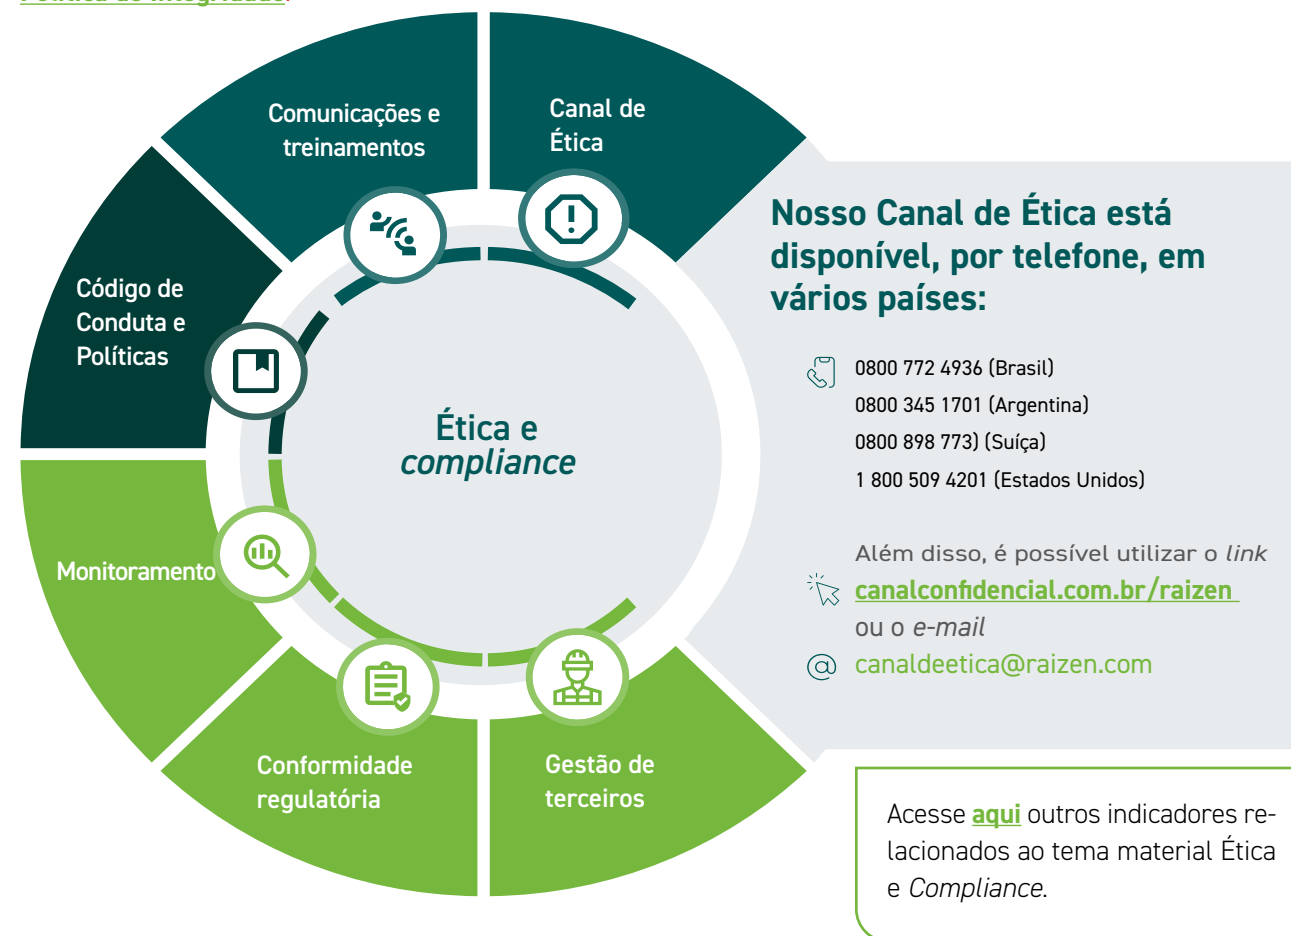 Política de Integridade.
Comunicações e
treinamentos
Canal de
Ética
Código de
Conduta e
Políticas
Ética e
compliance
Monitoramento
Conformidade
regulatória
Gestão de
terceiros
Nosso Canal de Ética está
disponível, por telefone, em
vários países:
0800 772 4936 (Brasil)
0800 345 1701 (Argentina)
0800 898 773) (Suíça)
1 800 509 4201 (Estados Unidos)
Além disso, é possível utilizar o link
canalconfidencial.com.br/raizen
ou o e-mail
@ canaldeetica@raizen.com
Acesse aqui outros indicadores re-
lacionados ao tema material Ética
e Compliance.